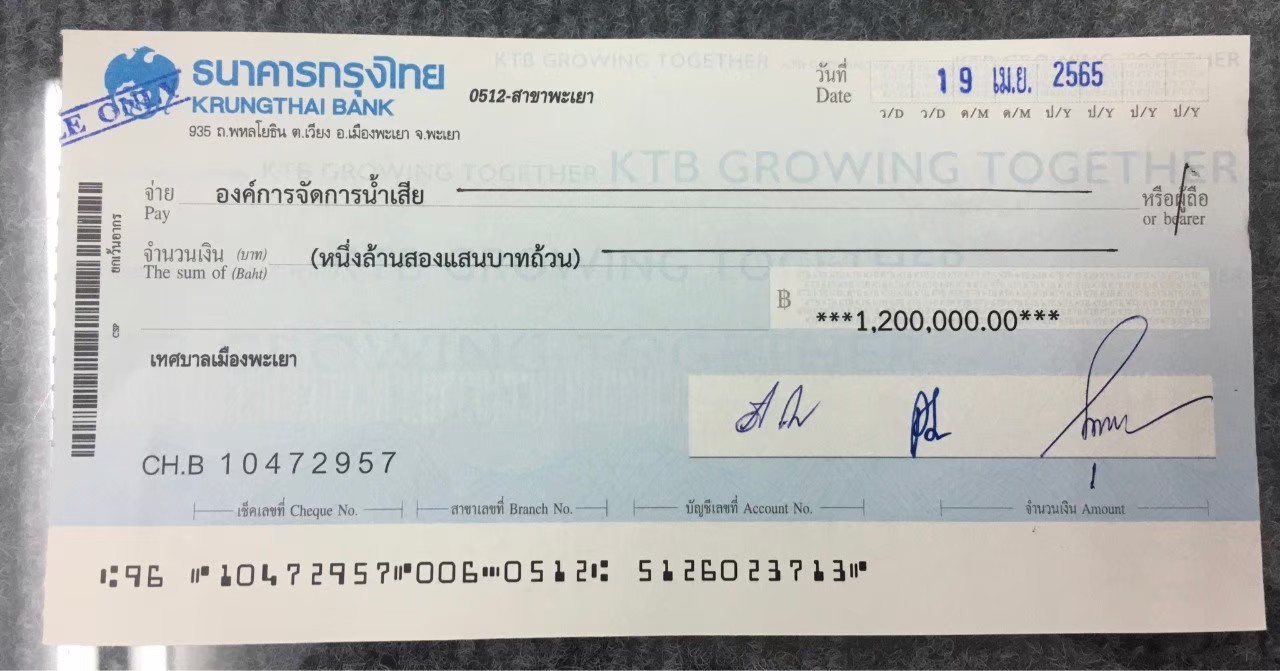 ธนาคารกรุงไทย
KRUNGTHAI BANK
0512-สาขาพะเยา
935 ถ.พหลโยธิน ต.เวียง อ.เมืองพะเยา จ.พะเยา
KTB GROWING TOGETHER
วันที่ 19 เม.ย. 2565
Date
ว/D ว/D ด/M ด/M ป/Y ป/Y ป/Y ป/Y
KTB GROWING TOGETHER
จ่าย องค์การจัดการน้ำเสีย หรือผู้ถือ
Pay or bearer
ยกเว้นอากร
จำนวนเงิน (บาท) (หนึ่งล้านสองแสนบาทถ้วน)
The sum of (Baht)
฿ ***1,200,000.00***
CSP
เทศบาลเมืองพะเยา
CH.B 10472957
เช็คเลขที่ Cheque No. สาขาเลขที่ Branch No. บัญชีเลขที่ Account No. จำนวนเงิน Amount
96 10472957 006 0512 5126023713